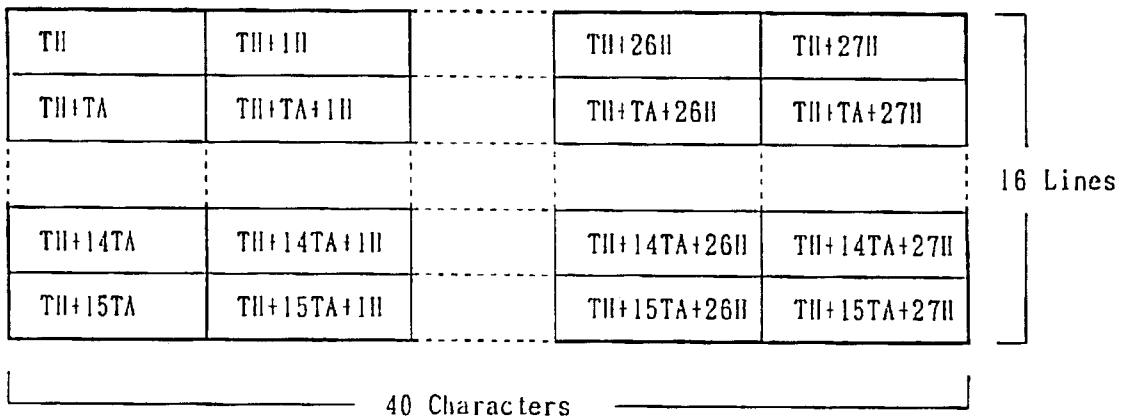 TH TH+1H TH+26H TH+27H
TH+TA TH+TA+1H TH+TA+26H TH+TA+27H
16 Lines
TH+14TA TH+14TA+1H TH+14TA+26H TH+14TA+27H
TH+15TA TH+15TA+1H TH+15TA+26H TH+15TA+27H
40 Characters